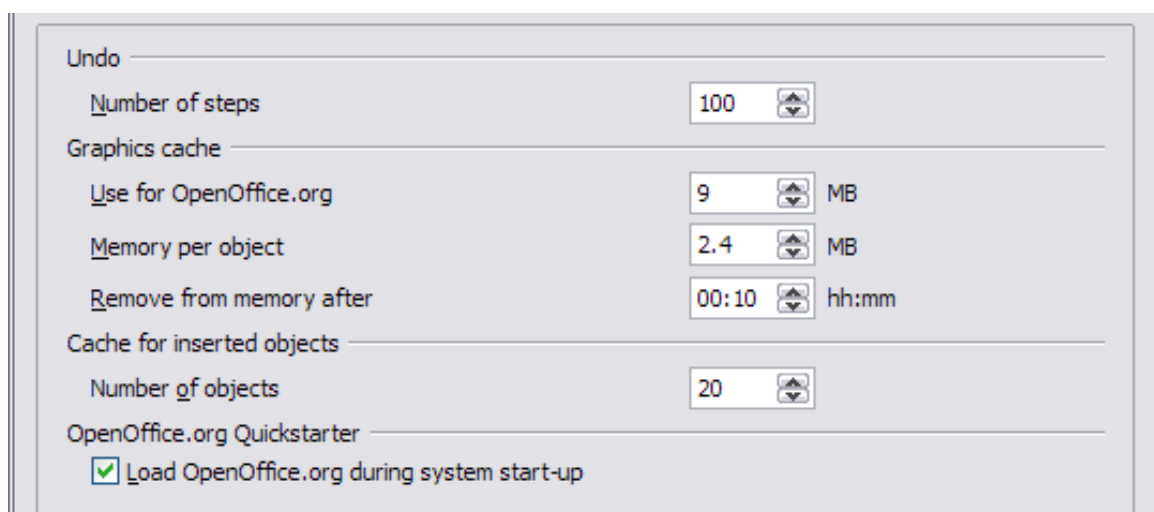 Undo
Number of steps 100
Graphics cache
Use for OpenOffice.org 9 MB
Memory per object 2.4 MB
Remove from memory after 00:10 hh:mm
Cache for inserted objects
Number of objects 20
OpenOffice.org Quickstarter
Load OpenOffice.org during system start-up